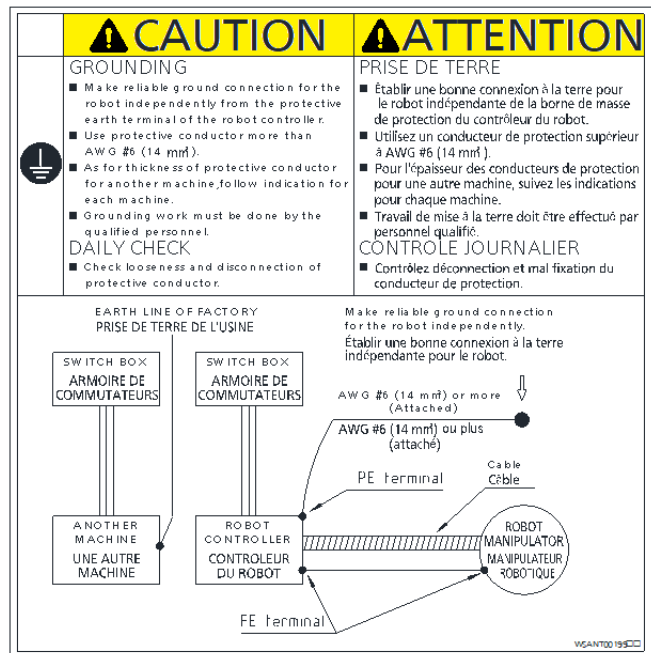 CAUTION
GROUNDING
■ Make reliable ground connection for the
robot independently from the protective
earth terminal of the robot controller.
■ Use protective conductor more than
AWG #6 (14 mm²).
■ As for thickness of protective conductor
for another machine,follow indication for
each machine.
■ Grounding work must be done by the
qualified personnel.
DAILY CHECK
■ Check looseness and disconnection of
protective conductor.
ATTENTION
PRISE DE TERRE
■ Établir une bonne connexion à la terre pour
le robot indépendante de la borne de masse
de protection du contrôleur du robot.
■ Utilisez un conducteur de protection supérieur
à AWG #6 (14 mm²).
■ Pour l'épaisseur des conducteurs de protection
pour une autre machine, suivez les indications
pour chaque machine.
■ Travail de mise à la terre doit être effectué par
personnel qualifié.
CONTROLE JOURNALIER
■ Contrôlez déconnection et mal fixation du
conducteur de protection.
EARTH LINE OF FACTORY
PRISE DE TERRE DE L'USINE
Make reliable ground connection
for the robot independently.
Établir une bonne connexion à la terre
indépendante pour le robot.
SWITCH BOX
ARMOIRE DE
COMMUTATEURS
SWITCH BOX
ARMOIRE DE
COMMUTATEURS
AWG #6 (14 mm²) or more
(Attached)
AWG #6 (14 mm²) ou plus
(attaché)
PE terminal
Cable
Câble
ANOTHER
MACHINE
UNE AUTRE
MACHINE
ROBOT
CONTROLLER
CONTROLEUR
DU ROBOT
ROBOT
MANIPULATOR
MANIPULATEUR
ROBOTIQUE
FE terminal
WSANT00199□□